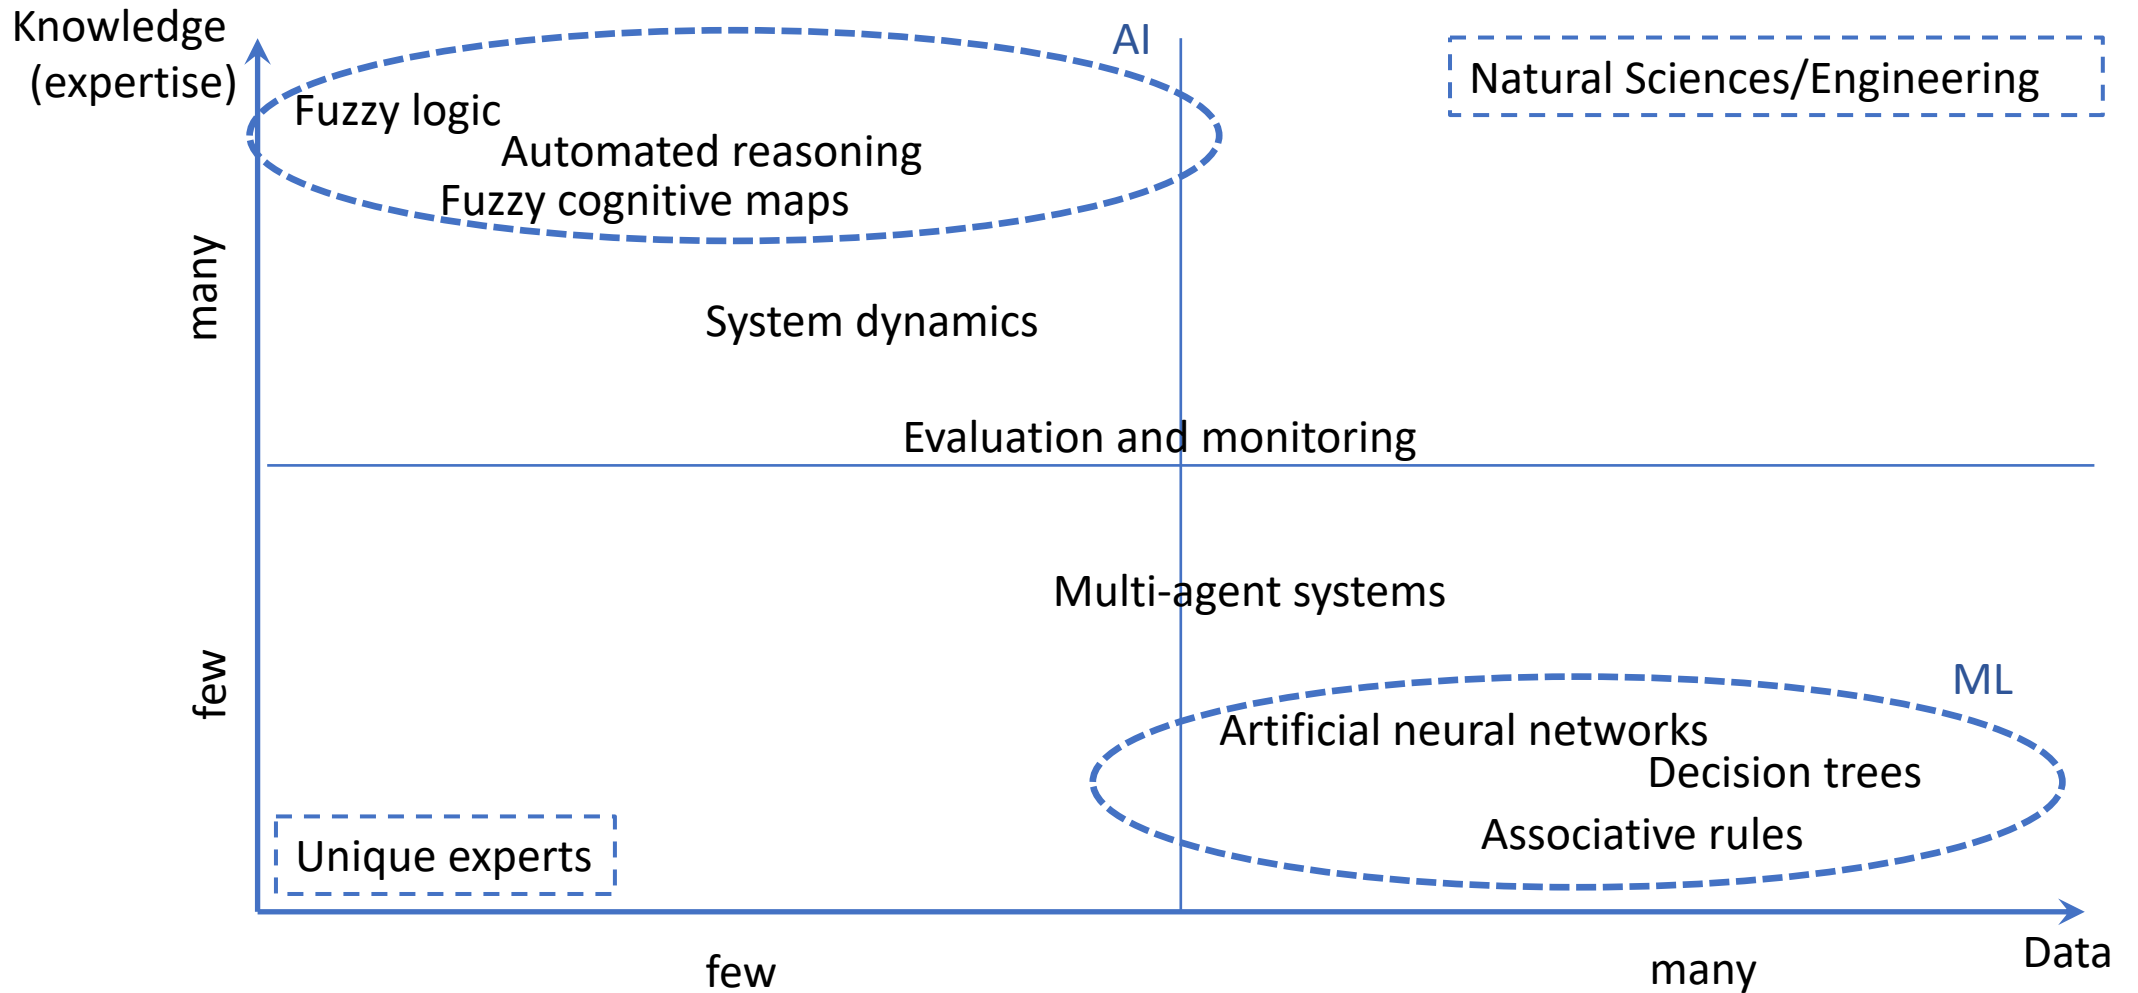 Knowledge
(expertise)
AI
Natural Sciences/Engineering
Fuzzy logic
Automated reasoning
Fuzzy cognitive maps
many
System dynamics
Evaluation and monitoring
Multi-agent systems
few
ML
Artificial neural networks
Decision trees
Associative rules
Unique experts
few
many
Data